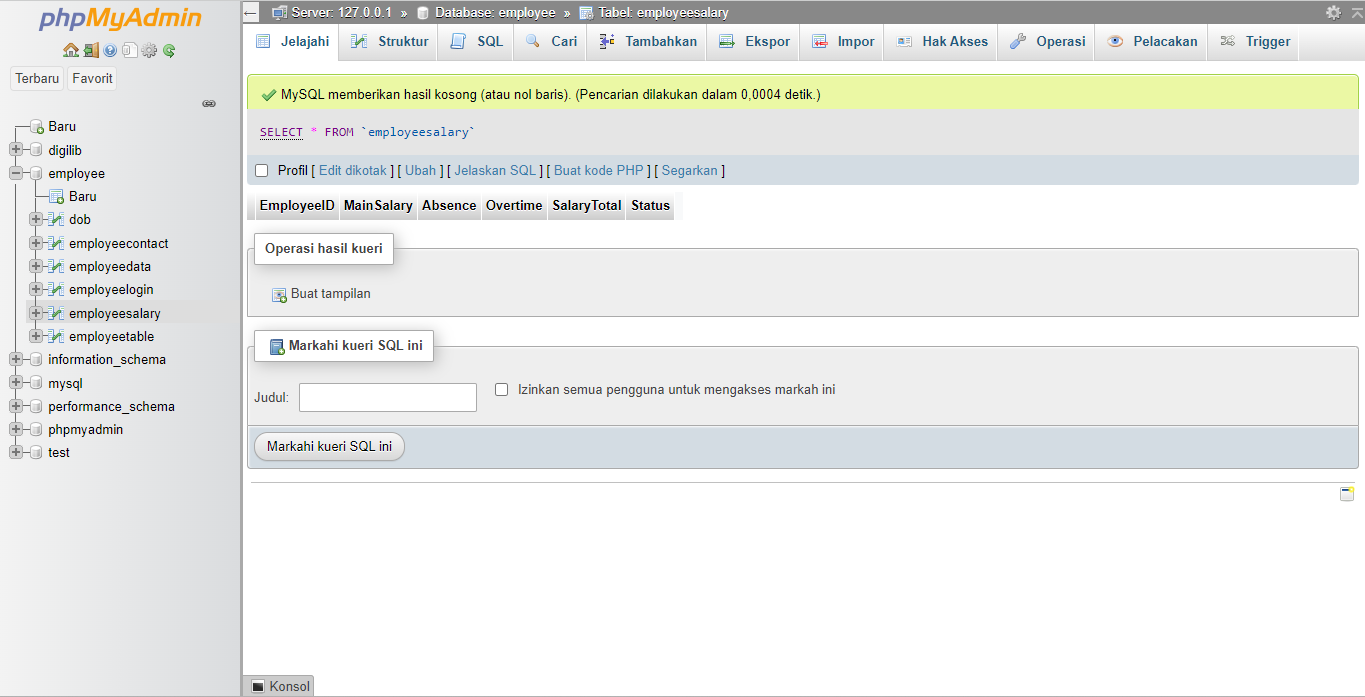 phpMyAdmin
Terbaru Favorit
Baru
digilib
employee
Baru
dob
employeecontact
employeedata
employeelogin
employeesalary
employeetable
information_schema
mysql
performance_schema
phpmyadmin
test
Server: 127.0.0.1 » Database: employee » Tabel: employeesalary
Jelajahi Struktur SQL Cari Tambahkan Ekspor Impor Hak Akses Operasi Pelacakan Trigger
MySQL memberikan hasil kosong (atau nol baris). (Pencarian dilakukan dalam 0,0004 detik.)
SELECT * FROM `employeesalary`
Profil [ Edit dikotak ] [ Ubah ] [ Jelaskan SQL ] [ Buat kode PHP ] [ Segarkan ]
EmployeeID MainSalary Absence Overtime SalaryTotal Status
Operasi hasil kueri
Buat tampilan
Markahi kueri SQL ini
Judul: Izinkan semua pengguna untuk mengakses markah ini
Markahi kueri SQL ini
Konsol